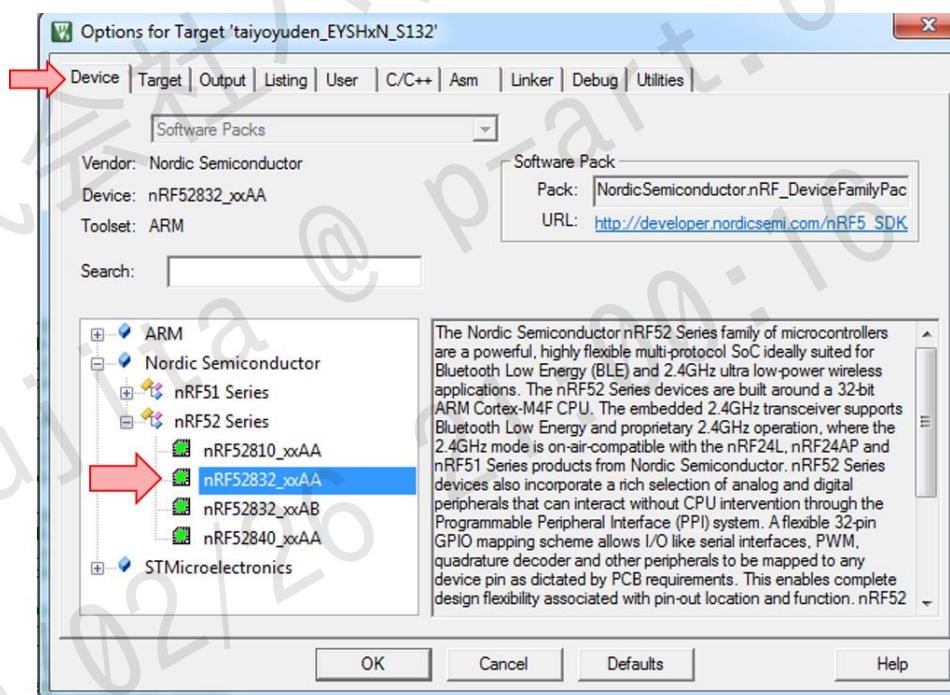 Options for Target 'taiyoyuden_EYSHxN_S132'
Device Target Output Listing User C/C++ Asm Linker Debug Utilities
Software Packs
Vendor: Nordic Semiconductor
Device: nRF52832_xxAA
Toolset: ARM
Search:
Software Pack
Pack: NordicSemiconductor.nRF_DeviceFamilyPac
URL: http://developer.nordicsemi.com/nRF5_SDK
ARM
Nordic Semiconductor
nRF51 Series
nRF52 Series
nRF52810_xxAA
nRF52832_xxAA
nRF52832_xxAB
nRF52840_xxAA
STMicroelectronics
The Nordic Semiconductor nRF52 Series family of microcontrollers
are a powerful, highly flexible multi-protocol SoC ideally suited for
Bluetooth Low Energy (BLE) and 2.4GHz ultra low-power wireless
applications. The nRF52 Series devices are built around a 32-bit
ARM Cortex-M4F CPU. The embedded 2.4GHz transceiver supports
Bluetooth Low Energy and proprietary 2.4GHz operation, where the
2.4GHz mode is on-air-compatible with the nRF24L, nRF24AP and
nRF51 Series products from Nordic Semiconductor. nRF52 Series
devices also incorporate a rich selection of analog and digital
peripherals that can interact without CPU intervention through the
Programmable Peripheral Interface (PPI) system. A flexible 32-pin
GPIO mapping scheme allows I/O like serial interfaces, PWM,
quadrature decoder and other peripherals to be mapped to any
device pin as dictated by PCB requirements. This enables complete
design flexibility associated with pin-out location and function. nRF52
OK Cancel Defaults Help
@ p-art.
02/26 21:00:16